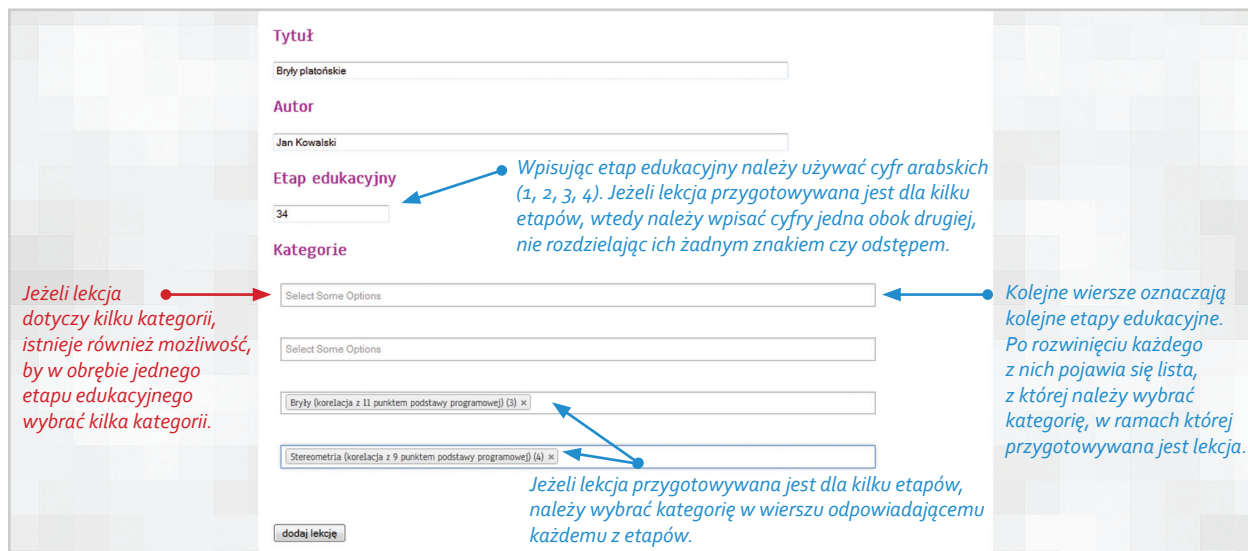 Tytuł
Bryły platońskie
Autor
Jan Kowalski
Etap edukacyjny
34
Wpisując etap edukacyjny należy używać cyfr arabskich
(1, 2, 3, 4). Jeżeli lekcja przygotowywana jest dla kilku
etapów, wtedy należy wpisać cyfry jedna obok drugiej,
nie rozdzielając ich żadnym znakiem czy odstępem.
Kategorie
Jeżeli lekcja
dotyczy kilku kategorii,
istnieje również możliwość,
by w obrębie jednego
etapu edukacyjnego
wybrać kilka kategorii.
Select Some Options
Select Some Options
Bryły (korelacja z 11 punktem podstawy programowej) (3) ×
Stereometria (korelacja z 9 punktem podstawy programowej) (4) ×
Kolejne wiersze oznaczają
kolejne etapy edukacyjne.
Po rozwinięciu każdego
z nich pojawia się lista,
z której należy wybrać
kategorię, w ramach której
przygotowywana jest lekcja.
Jeżeli lekcja przygotowywana jest dla kilku etapów,
należy wybrać kategorię w wierszu odpowiadającemu
każdemu z etapów.
dodaj lekcję